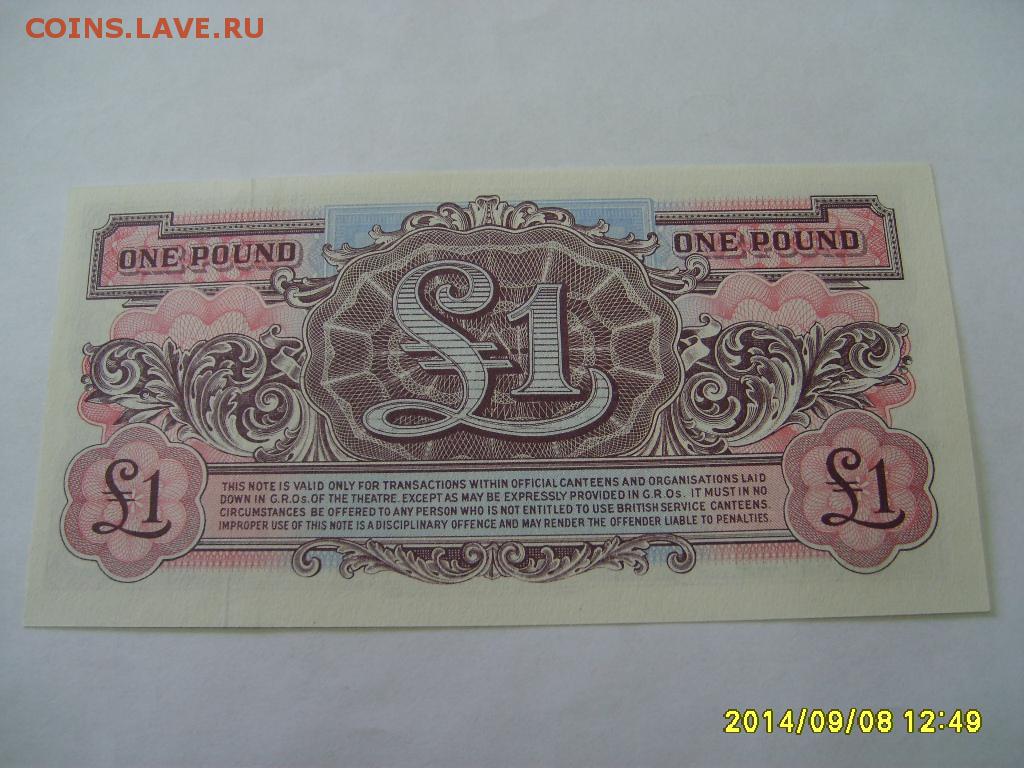 COINS.LAVE.RU
ONE POUND
ONE POUND
£1
£1
£1
THIS NOTE IS VALID ONLY FOR TRANSACTIONS WITHIN OFFICIAL CANTEENS AND ORGANISATIONS LAID
DOWN IN G.R.Os. OF THE THEATRE. EXCEPT AS MAY BE EXPRESSLY PROVIDED IN G.R.Os. IT MUST IN NO
CIRCUMSTANCES BE OFFERED TO ANY PERSON WHO IS NOT ENTITLED TO USE BRITISH SERVICE CANTEENS.
IMPROPER USE OF THIS NOTE IS A DISCIPLINARY OFFENCE AND MAY RENDER THE OFFENDER LIABLE TO PENALTIES.
2014/09/08 12:49